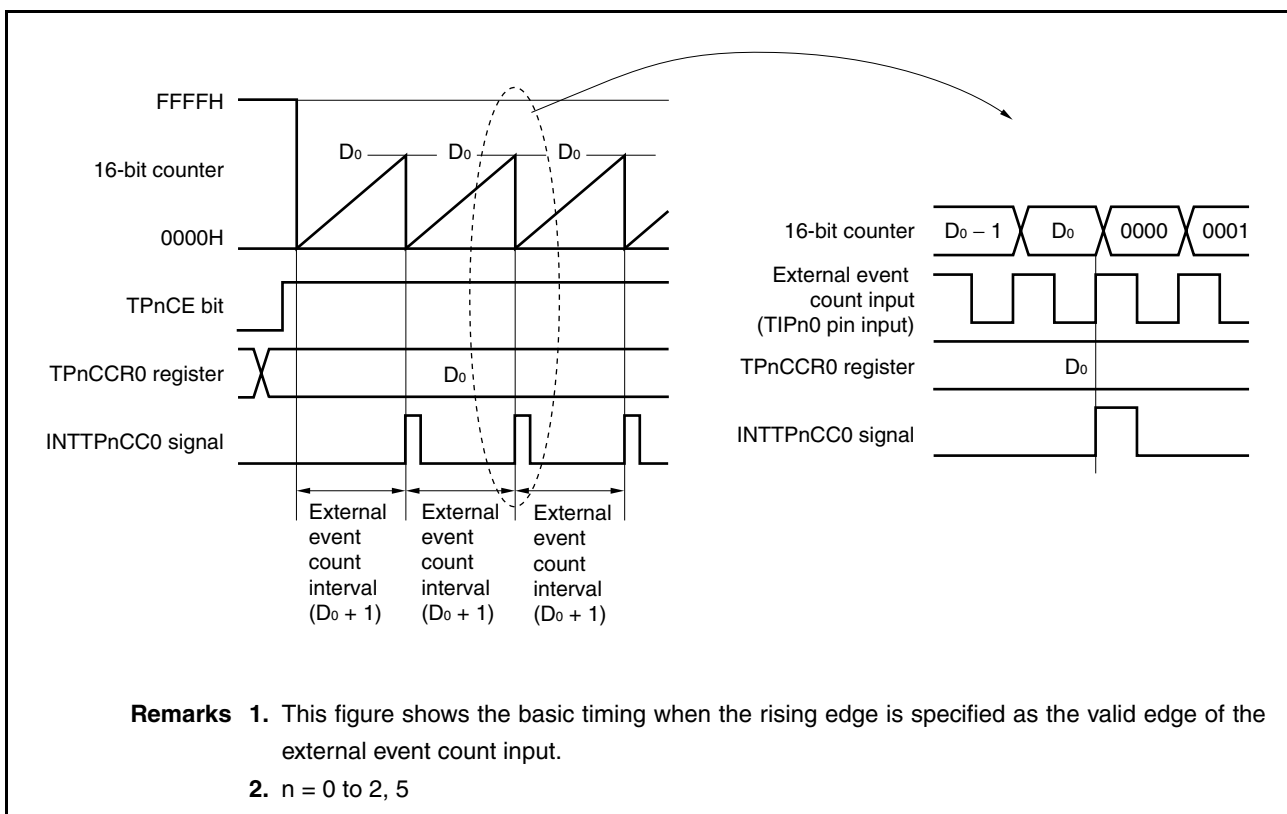 FFFFH
16-bit counter
0000H
D0
D0
D0
TPnCE bit
TPnCCR0 register
D0
INTTPnCC0 signal
External
event
count
interval
(D0 + 1)
External
event
count
interval
(D0 + 1)
External
event
count
interval
(D0 + 1)
16-bit counter
D0 − 1
D0
0000
0001
External event
count input
(TIPn0 pin input)
TPnCCR0 register
D0
INTTPnCC0 signal
Remarks 1. This figure shows the basic timing when the rising edge is specified as the valid edge of the
external event count input.
2. n = 0 to 2, 5